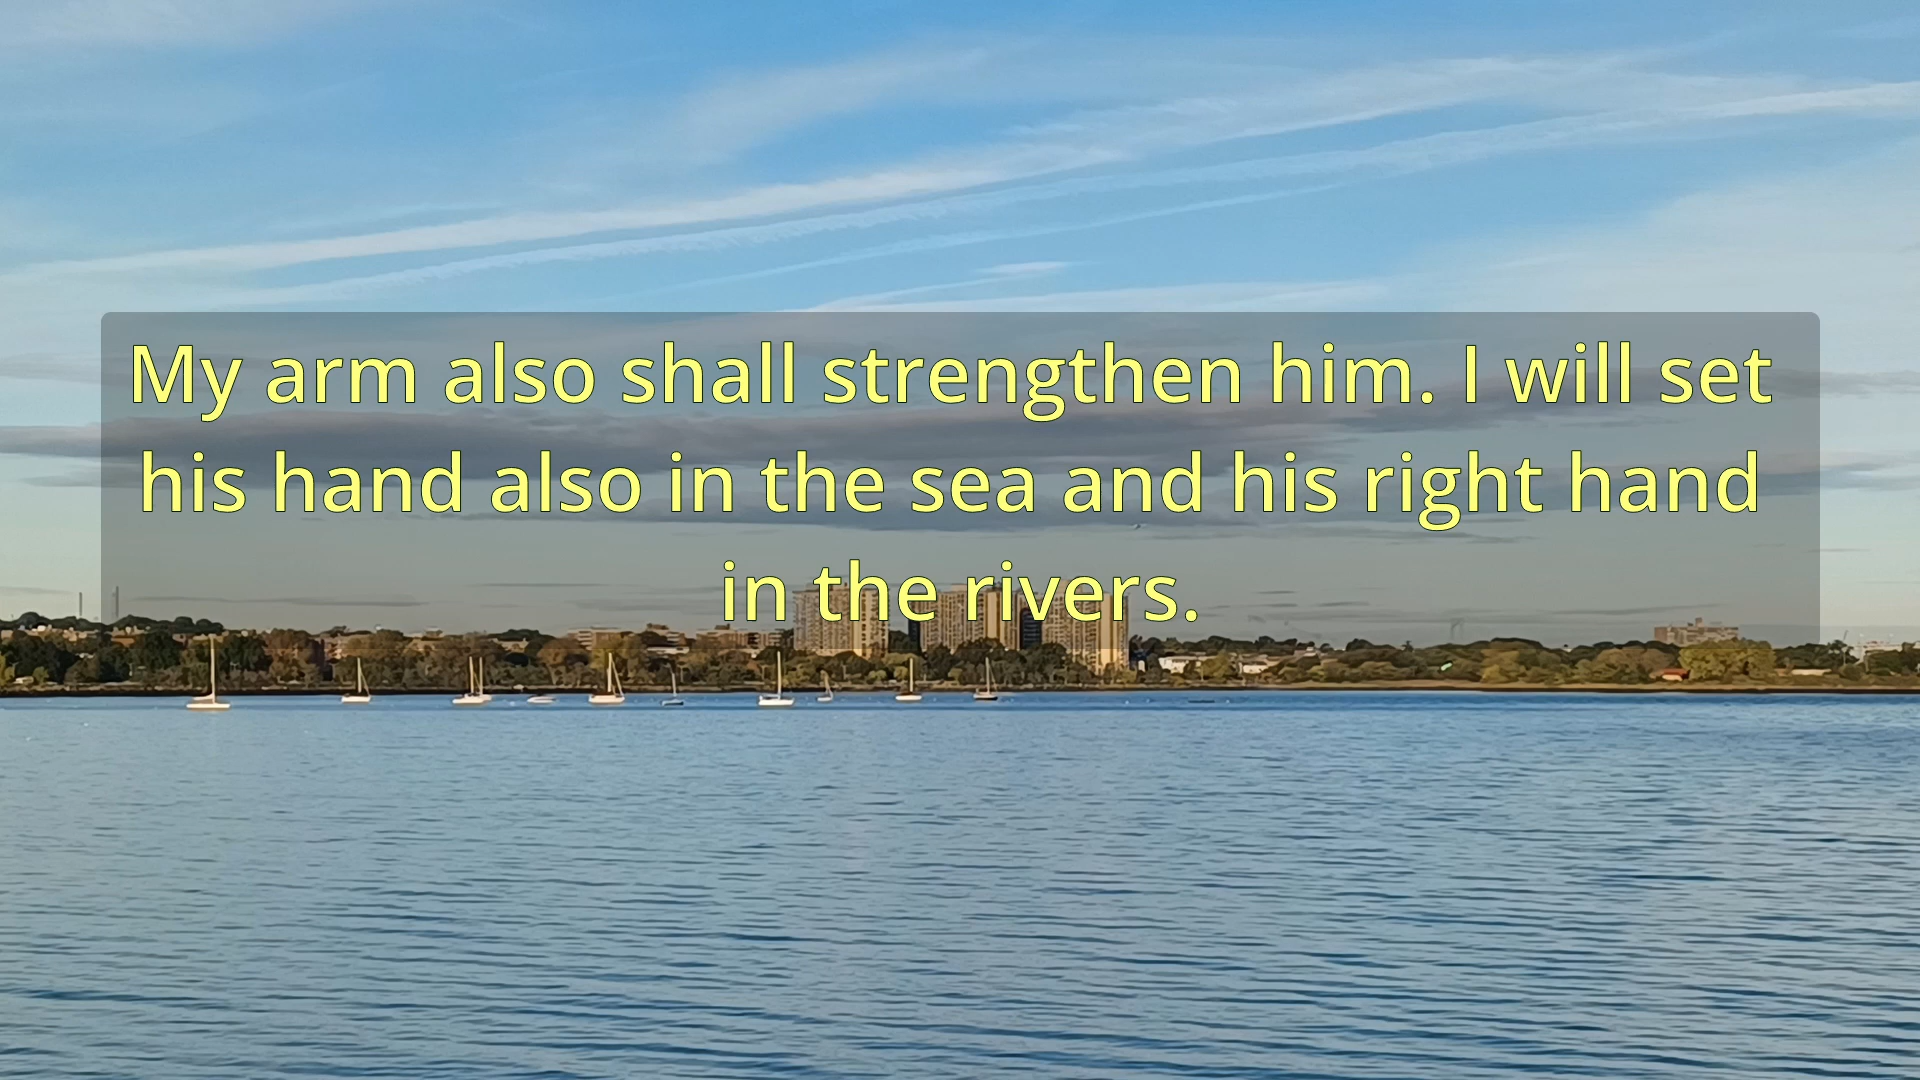 My arm also shall strengthen him. I will set
his hand also in the sea and his right hand
in the rivers.